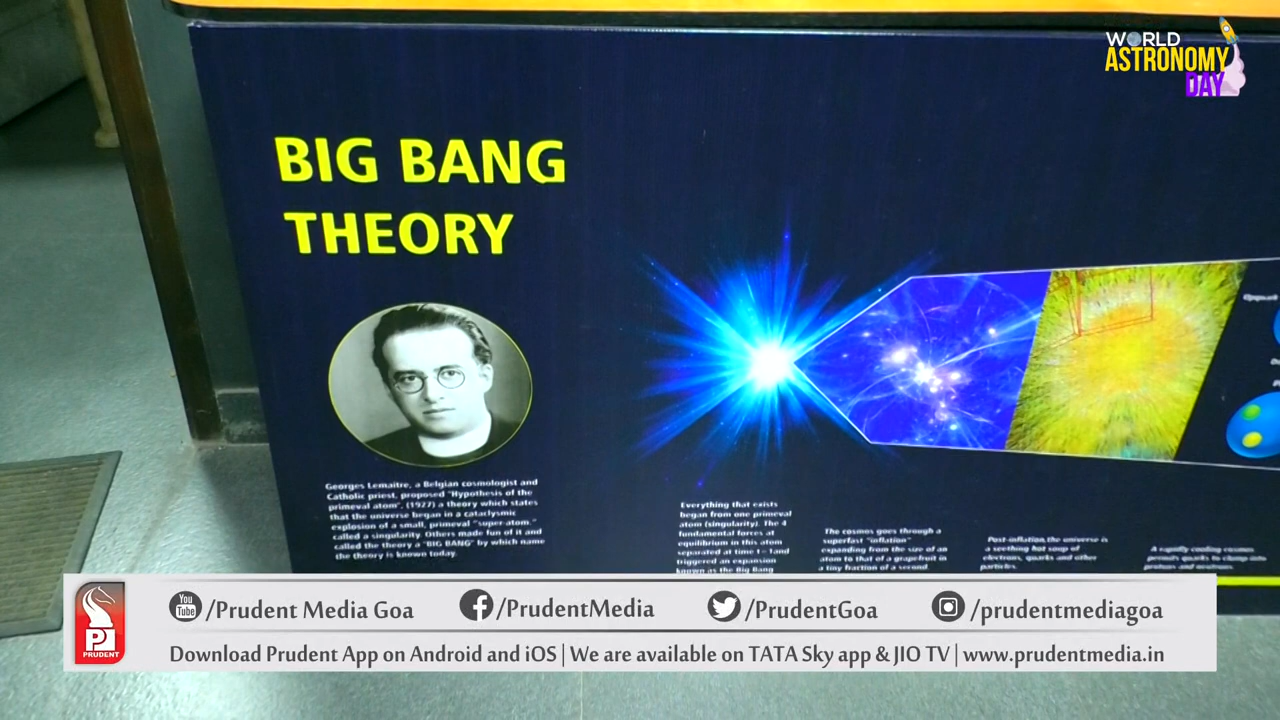 WORLD
ASTRONOMY
DAY
BIG BANG
THEORY
Georges Lemaitre, a Belgian cosmologist and
Catholic priest, proposed "Hypothesis of the
primeval atom", (1927) a theory which states
that the universe began in a cataclysmic
explosion of a small, primeval "super-atom,"
called a singularity. Others made fun of it and
called the theory a "BIG BANG" by which name
the theory is known today.
Everything that exists
began from one primeval
atom (singularity). The 4
fundamental forces at
equilibrium in this atom
separated at time
triggered an expansion
known as the Big Bang
The cosmos goes through a
superfast "inflation"
expanding from the size of an
atom to that of a grapefruit in
a tiny fraction of a second.
Post-inflation, the universe is
a seething hot soup of
electrons, quarks and other
particles.
A rapidly cooling cosmos
permits quarks to clump into
protons and neutrons.
You
Tube /Prudent Media Goa
/PrudentMedia
/PrudentGoa
/prudentmediagoa
PRUDENT
Download Prudent App on Android and iOS | We are available on TATA Sky app & JIO TV | www.prudentmedia.in